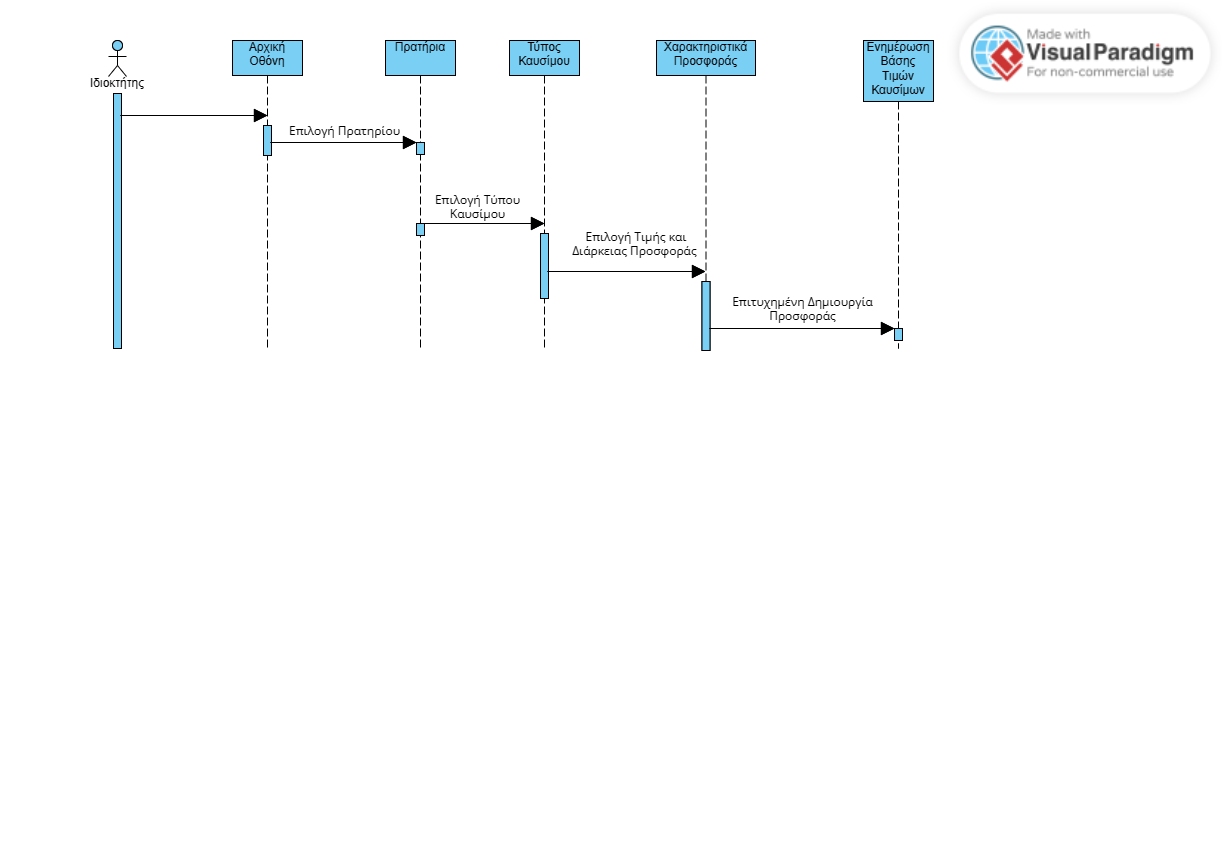 Ιδιοκτήτης
Αρχική
Οθόνη
Πρατήρια
Τύπος
Καυσίμου
Χαρακτηριστικά
Προσφοράς
Ενημέρωση
Βάσης
Τιμών
Καυσίμων
Made with
Visual Paradigm
For non-commercial use
Επιλογή Πρατηρίου
Επιλογή Τύπου
Καυσίμου
Επιλογή Τιμής και
Διάρκειας Προσφοράς
Επιτυχημένη Δημιουργία
Προσφοράς